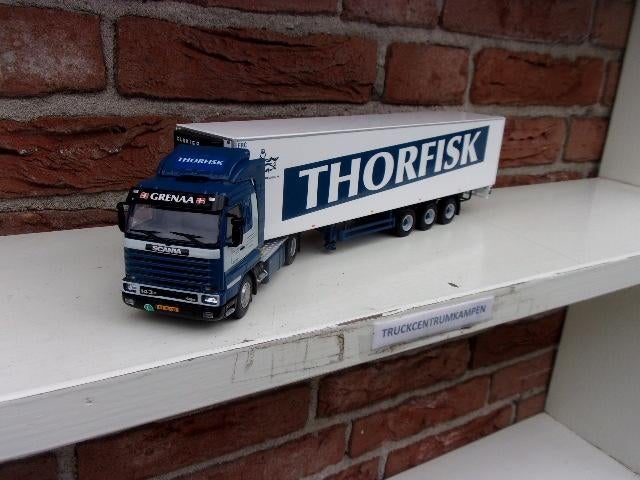 THORFISK
THORFISK
GRENAA
SCANIA
TRUCKCENTRUMKAMPEN